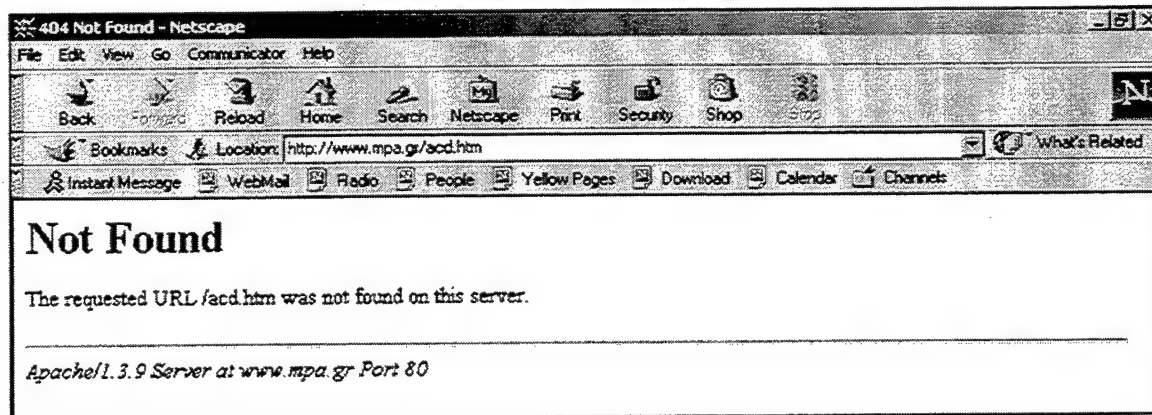 404 Not Found - Netscape
File Edit View Go Communicator Help
Back Forward Reload Home Search Netscape Print Security Shop Stop
Bookmarks Location: http://www.mpa.gr/acd.htm What's Related
Instant Message WebMail Radio People Yellow Pages Download Calendar Channels
Not Found
The requested URL /acd.htm was not found on this server.
Apache/1.3.9 Server at www.mpa.gr Port 80